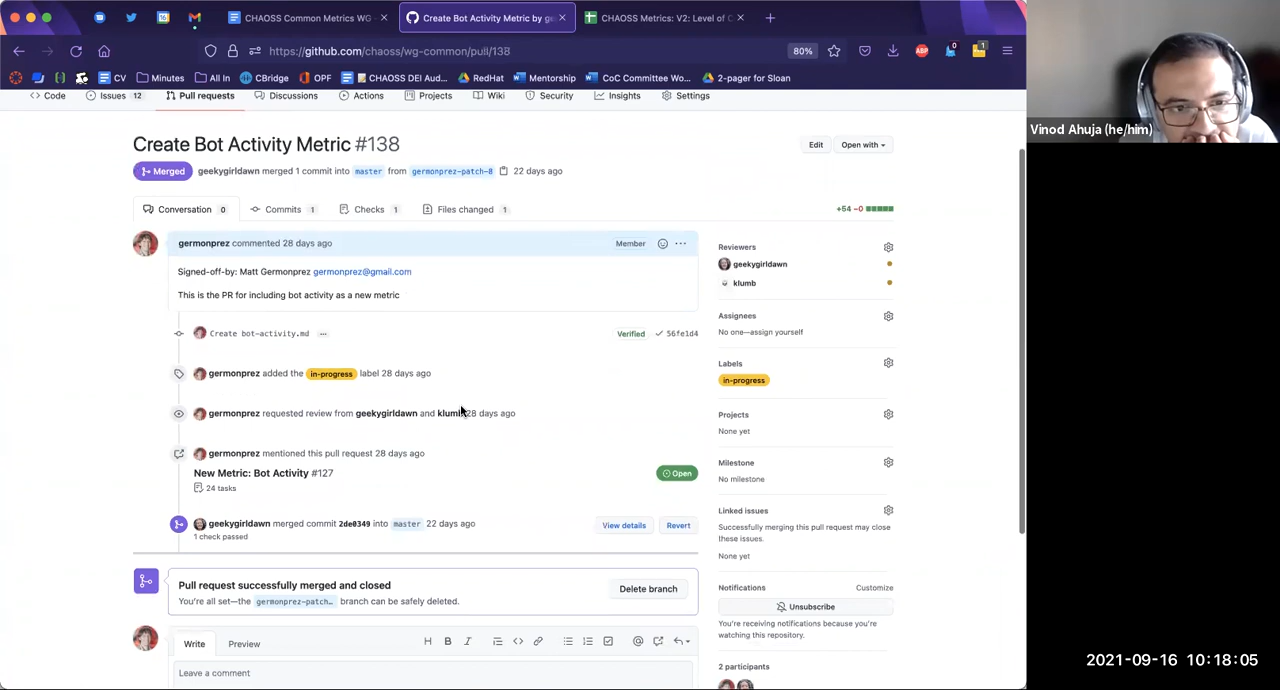 CHAOSS Common Metrics WG
Create Bot Activity Metric by ge
CHAOSS Metrics: V2: Level of C
https://github.com/chaoss/wg-common/pull/138
80%
ABP
0
1
CV
Minutes
All In
CBridge
OPF
CHAOSS DEI Aud...
RedHat
Mentorship
CoC Committee Wo...
2-pager for Sloan
Code
Issues 12
Pull requests
Discussions
Actions
Projects
Wiki
Security
Insights
Settings
Create Bot Activity Metric #138
Edit
Open with
Merged
geekygirldawn merged 1 commit into master from germonprez-patch-8 22 days ago
Conversation 0
Commits 1
Checks 1
Files changed 1
+54 −0
germonprez commented 28 days ago
Member
Signed-off-by: Matt Germonprez germonprez@gmail.com
This is the PR for including bot activity as a new metric
Create bot-activity.md ...
Verified
56fe1d4
germonprez added the in-progress label 28 days ago
germonprez requested review from geekygirldawn and klumb 28 days ago
germonprez mentioned this pull request 28 days ago
New Metric: Bot Activity #127
Open
24 tasks
geekygirldawn merged commit 2de0349 into master 22 days ago
View details
Revert
1 check passed
Pull request successfully merged and closed
You're all set—the germonprez-patch… branch can be safely deleted.
Delete branch
Write
Preview
H B I
Leave a comment
Reviewers
geekygirldawn
klumb
Assignees
No one—assign yourself
Labels
in-progress
Projects
None yet
Milestone
No milestone
Linked issues
Successfully merging this pull request may close
these issues.
None yet
Notifications
Customize
Unsubscribe
You're receiving notifications because you're
watching this repository.
2 participants
Vinod Ahuja (he/him)
2021-09-16 10:18:05